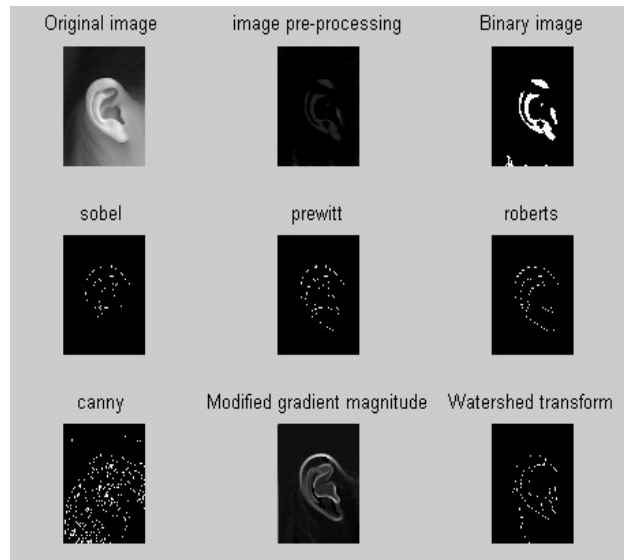 Original image
image pre-processing
Binary image
sobel
prewitt
roberts
canny
Modified gradient magnitude
Watershed transform